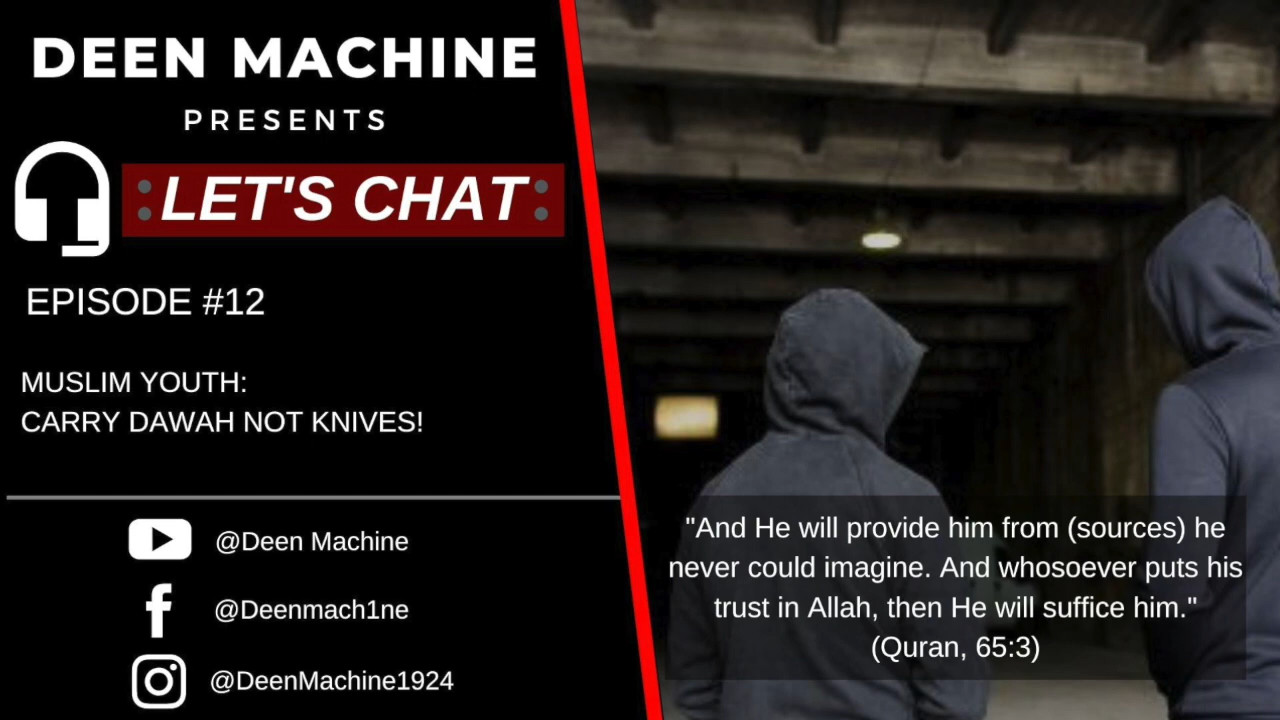 DEEN MACHINE
PRESENTS
:LET'S CHAT:
EPISODE #12
MUSLIM YOUTH:
CARRY DAWAH NOT KNIVES!
@Deen Machine
@Deenmach1ne
@DeenMachine1924
"And He will provide him from (sources) he
never could imagine. And whosoever puts his
trust in Allah, then He will suffice him."
(Quran, 65:3)